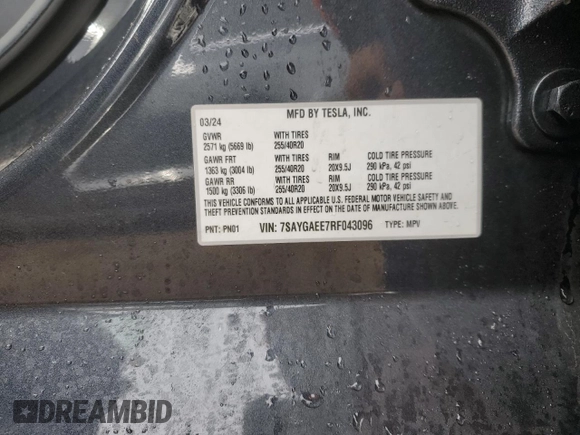 MFD BY TESLA, INC.
03/24
GVWR WITH TIRES
2571 kg (5669 lb) 255/40R20
GAWR FRT WITH TIRES RIM COLD TIRE PRESSURE
1363 kg (3004 lb) 255/40R20 20X9.5J 290 kPa, 42 psi
GAWR RR WITH TIRES RIM COLD TIRE PRESSURE
1500 kg (3306 lb) 255/40R20 20X9.5J 290 kPa, 42 psi
THIS VEHICLE CONFORMS TO ALL APPLICABLE U.S. FEDERAL MOTOR VEHICLE SAFETY AND
THEFT PREVENTION STANDARDS IN EFFECT ON THE DATE OF MANUFACTURE SHOWN ABOVE.
PNT: PN01 VIN: 7SAYGAEE7RF043096 TYPE: MPV
DREAMBID